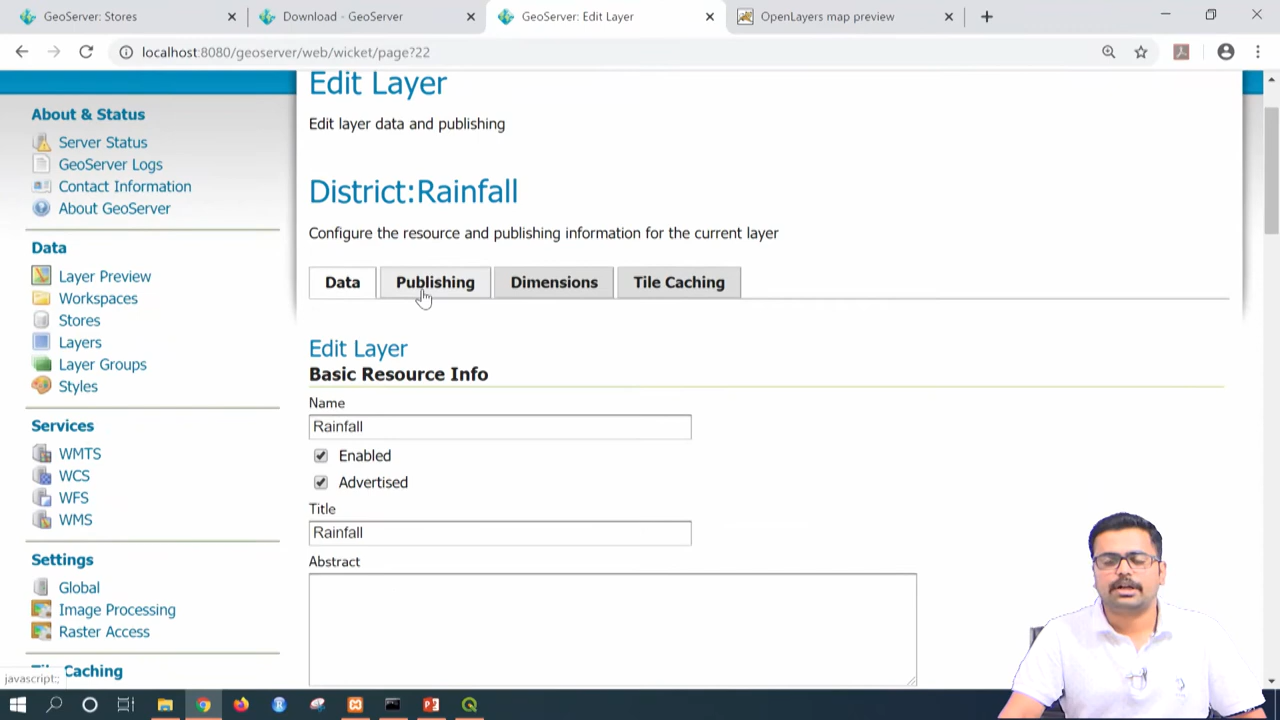 GeoServer: Stores
Download - GeoServer
GeoServer: Edit Layer
OpenLayers map preview
localhost:8080/geoserver/web/wicket/page?22
About & Status
Server Status
GeoServer Logs
Contact Information
About GeoServer
Data
Layer Preview
Workspaces
Stores
Layers
Layer Groups
Styles
Services
WMTS
WCS
WFS
WMS
Settings
Global
Image Processing
Raster Access
Caching
javascript:;
Edit Layer
Edit layer data and publishing
District:Rainfall
Configure the resource and publishing information for the current layer
Data
Publishing
Dimensions
Tile Caching
Edit Layer
Basic Resource Info
Name
Rainfall
Enabled
Advertised
Title
Rainfall
Abstract